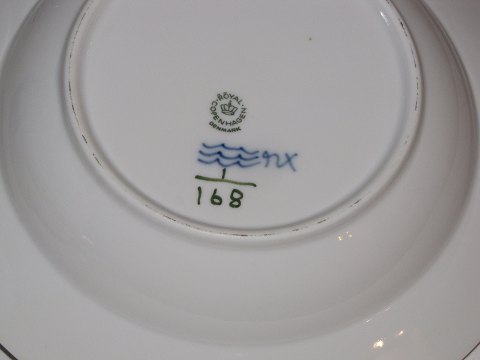 ROYAL
COPENHAGEN
DENMARK
1
168